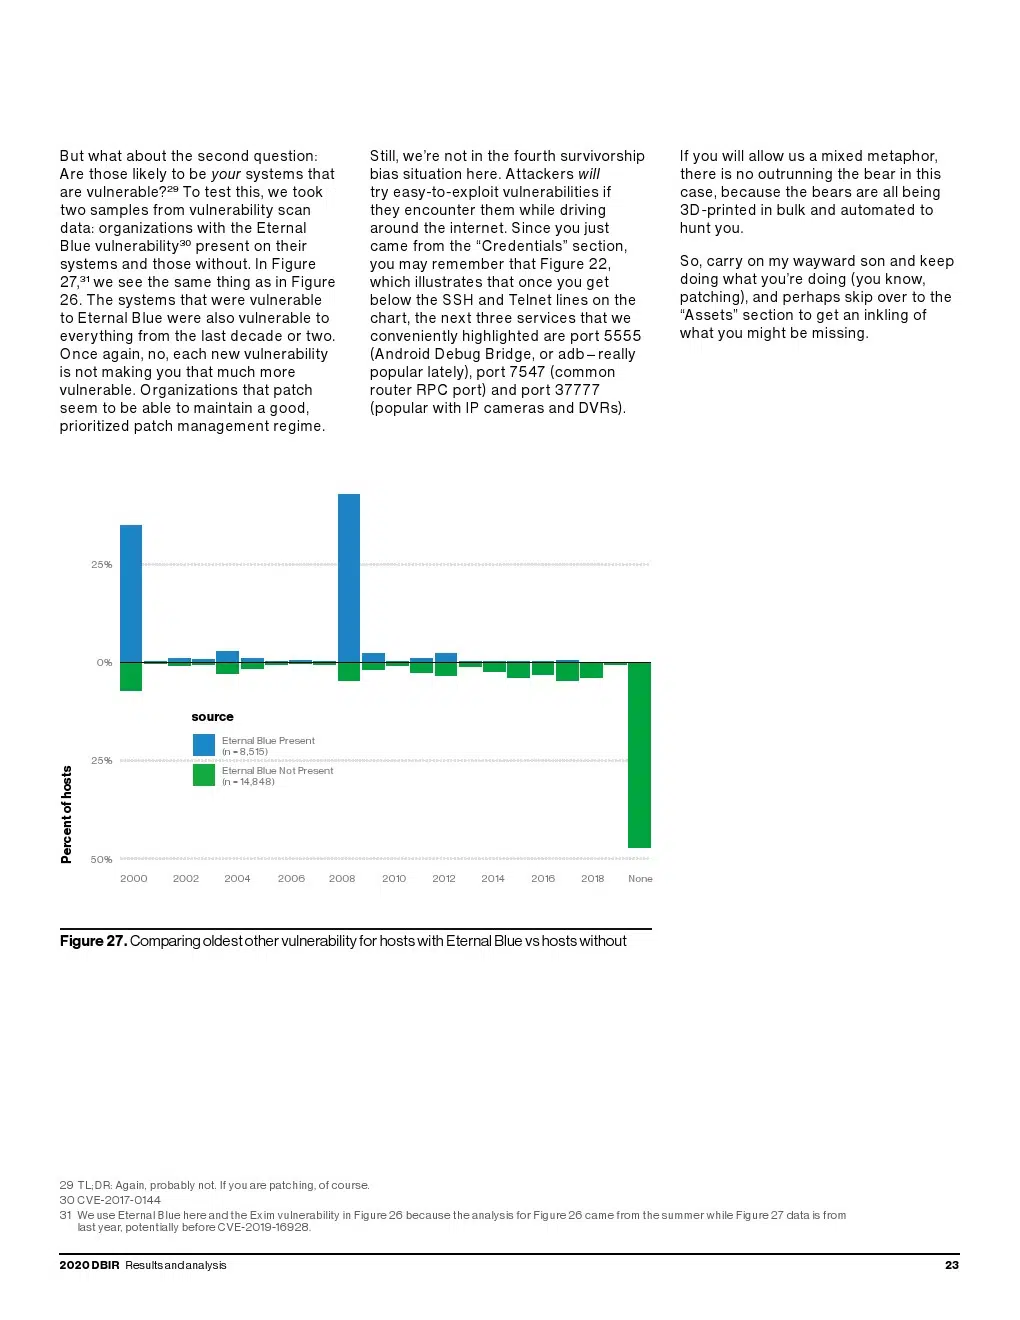 But what about the second question:
Are those likely to be your systems that
are vulnerable?²⁹ To test this, we took
two samples from vulnerability scan
data: organizations with the Eternal
Blue vulnerability³⁰ present on their
systems and those without. In Figure
27,³¹ we see the same thing as in Figure
26. The systems that were vulnerable
to Eternal Blue were also vulnerable to
everything from the last decade or two.
Once again, no, each new vulnerability
is not making you that much more
vulnerable. Organizations that patch
seem to be able to maintain a good,
prioritized patch management regime.
Still, we’re not in the fourth survivorship
bias situation here. Attackers will
try easy-to-exploit vulnerabilities if
they encounter them while driving
around the internet. Since you just
came from the “Credentials” section,
you may remember that Figure 22,
which illustrates that once you get
below the SSH and Telnet lines on the
chart, the next three services that we
conveniently highlighted are port 5555
(Android Debug Bridge, or adb—really
popular lately), port 7547 (common
router RPC port) and port 37777
(popular with IP cameras and DVRs).
If you will allow us a mixed metaphor,
there is no outrunning the bear in this
case, because the bears are all being
3D-printed in bulk and automated to
hunt you.
So, carry on my wayward son and keep
doing what you’re doing (you know,
patching), and perhaps skip over to the
“Assets” section to get an inkling of
what you might be missing.
25%
0%
source
Eternal Blue Present
(n = 8,515)
25%
Eternal Blue Not Present
(n = 14,848)
Percent of hosts
50%
2000 2002 2004 2006 2008 2010 2012 2014 2016 2018 None
Figure 27. Comparing oldest other vulnerability for hosts with Eternal Blue vs hosts without
29 TL;DR: Again, probably not. If you are patching, of course.
30 CVE-2017-0144
31 We use Eternal Blue here and the Exim vulnerability in Figure 26 because the analysis for Figure 26 came from the summer while Figure 27 data is from
last year, potentially before CVE-2019-16928.
2020 DBIR Results and analysis
23